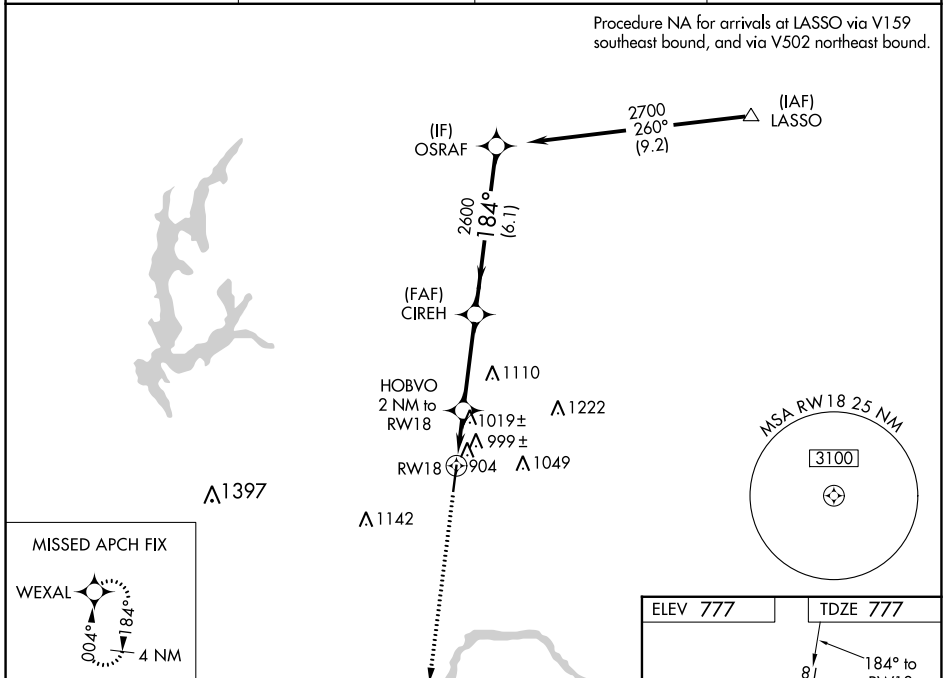 Procedure NA for arrivals at LASSO via V159
southeast bound, and via V502 northeast bound.
(IAF)
LASSO
2700
260°
(9.2)
(IF)
OSRAF
2600
184°
(6.1)
(FAF)
CIREH
1110
HOBVO
2 NM to
RW18
1019±
1222
999±
RW18
904
1049
MSA RW18 25 NM
3100
1397
1142
MISSED APCH FIX
WEXAL
004°
184°
4 NM
ELEV 777
TDZE 777
184° to